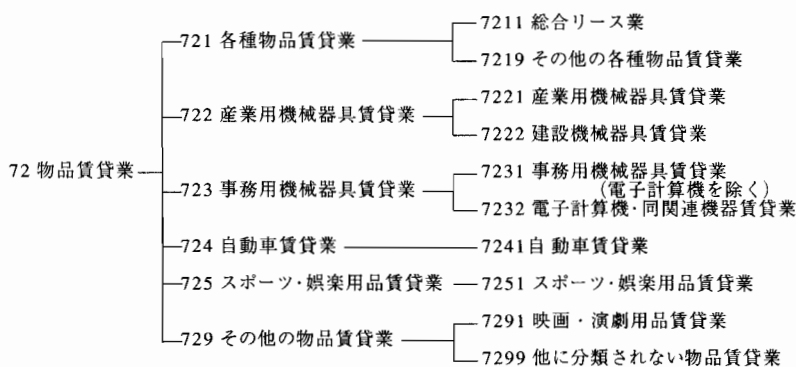 72 物品賃貸業
721 各種物品賃貸業
7211 総合リース業
7219 その他の各種物品賃貸業
722 産業用機械器具賃貸業
7221 産業用機械器具賃貸業
7222 建設機械器具賃貸業
723 事務用機械器具賃貸業
7231 事務用機械器具賃貸業
(電子計算機を除く)
7232 電子計算機・同関連機器賃貸業
724 自動車賃貸業
7241自動車賃貸業
725 スポーツ・娯楽用品賃貸業
7251 スポーツ・娯楽用品賃貸業
729 その他の物品賃貸業
7291 映画・演劇用品賃貸業
7299 他に分類されない物品賃貸業